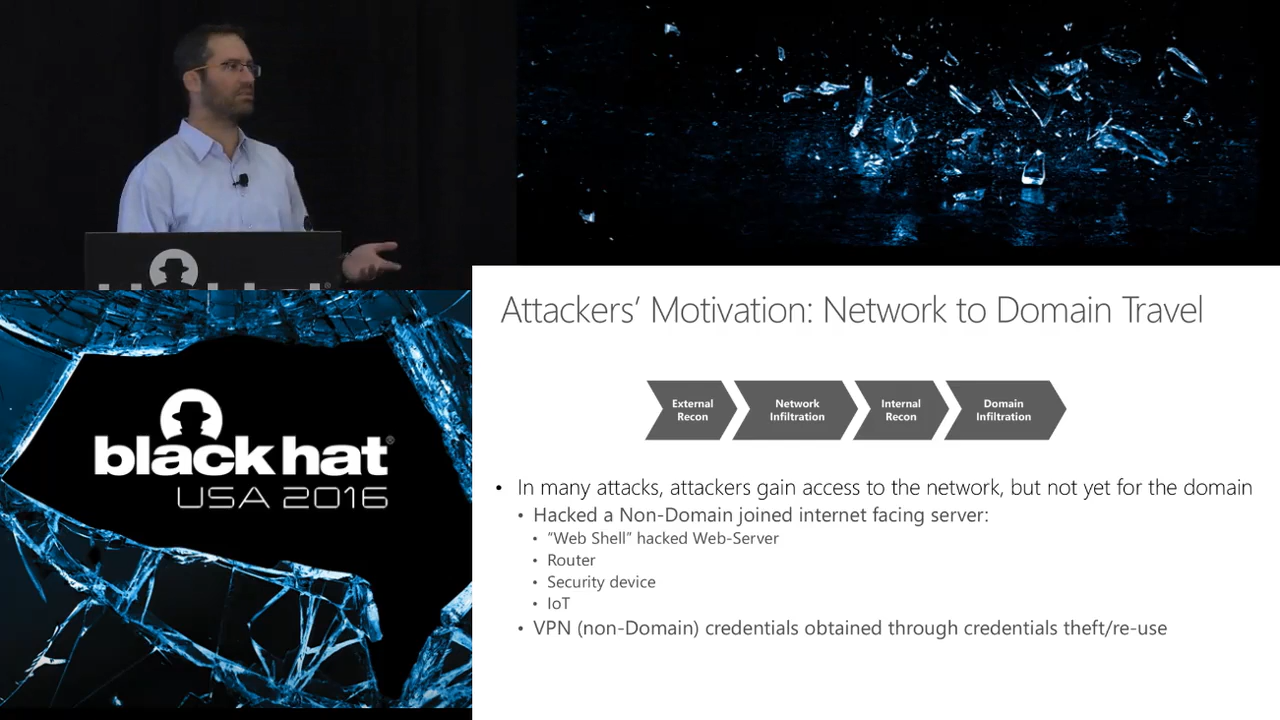 black hat®
USA 2016
Attackers’ Motivation: Network to Domain Travel
External
Recon
Network
Infiltration
Internal
Recon
Domain
Infiltration
• In many attacks, attackers gain access to the network, but not yet for the domain
• Hacked a Non-Domain joined internet facing server:
• “Web Shell” hacked Web-Server
• Router
• Security device
• IoT
• VPN (non-Domain) credentials obtained through credentials theft/re-use